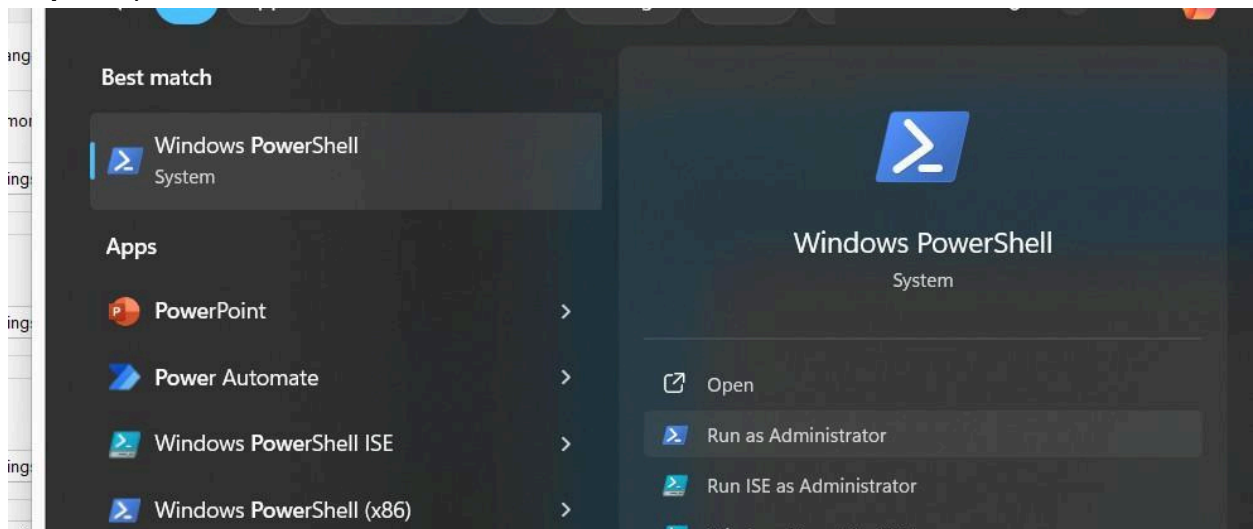 Best match
Windows PowerShell
System
Apps
PowerPoint
Power Automate
Windows PowerShell ISE
Windows PowerShell (x86)
Windows PowerShell
System
Open
Run as Administrator
Run ISE as Administrator